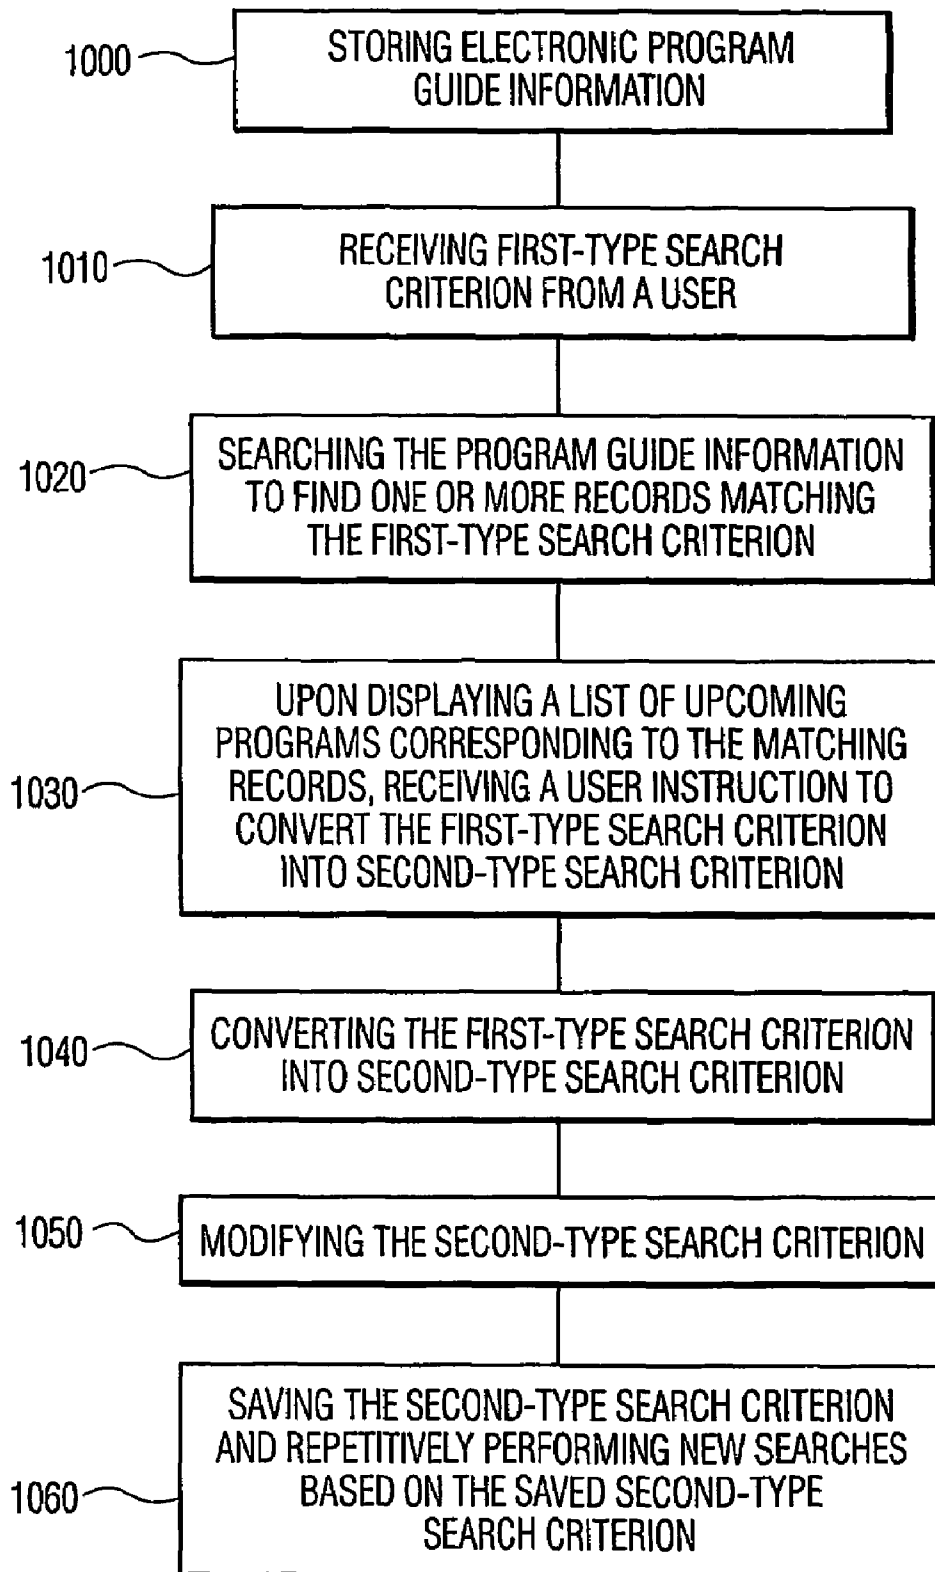 1000
STORING ELECTRONIC PROGRAM
GUIDE INFORMATION
1010
RECEIVING FIRST-TYPE SEARCH
CRITERION FROM A USER
1020
SEARCHING THE PROGRAM GUIDE INFORMATION
TO FIND ONE OR MORE RECORDS MATCHING
THE FIRST-TYPE SEARCH CRITERION
1030
UPON DISPLAYING A LIST OF UPCOMING
PROGRAMS CORRESPONDING TO THE MATCHING
RECORDS, RECEIVING A USER INSTRUCTION TO
CONVERT THE FIRST-TYPE SEARCH CRITERION
INTO SECOND-TYPE SEARCH CRITERION
1040
CONVERTING THE FIRST-TYPE SEARCH CRITERION
INTO SECOND-TYPE SEARCH CRITERION
1050
MODIFYING THE SECOND-TYPE SEARCH CRITERION
1060
SAVING THE SECOND-TYPE SEARCH CRITERION
AND REPETITIVELY PERFORMING NEW SEARCHES
BASED ON THE SAVED SECOND-TYPE
SEARCH CRITERION